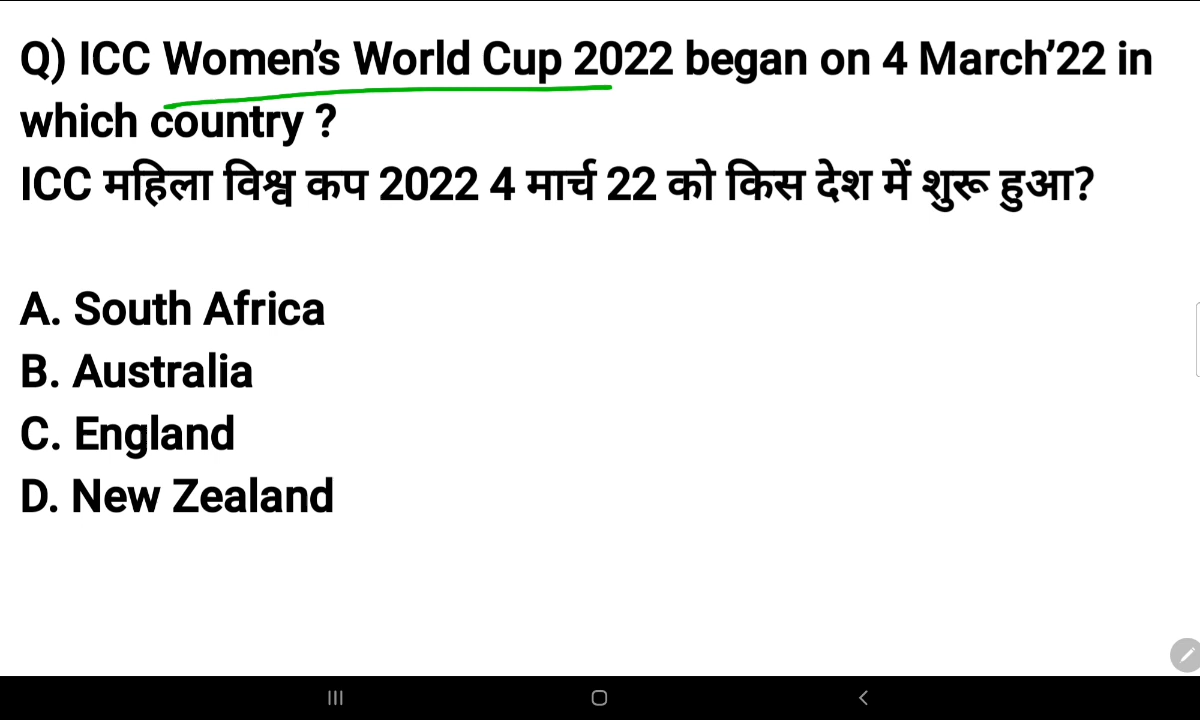 Q) ICC Women's World Cup 2022 began on 4 March'22 in
which country ?
ICC महिला विश्व कप 2022 4 मार्च 22 को किस देश में शुरू हुआ?
A. South Africa
B. Australia
C. England
D. New Zealand